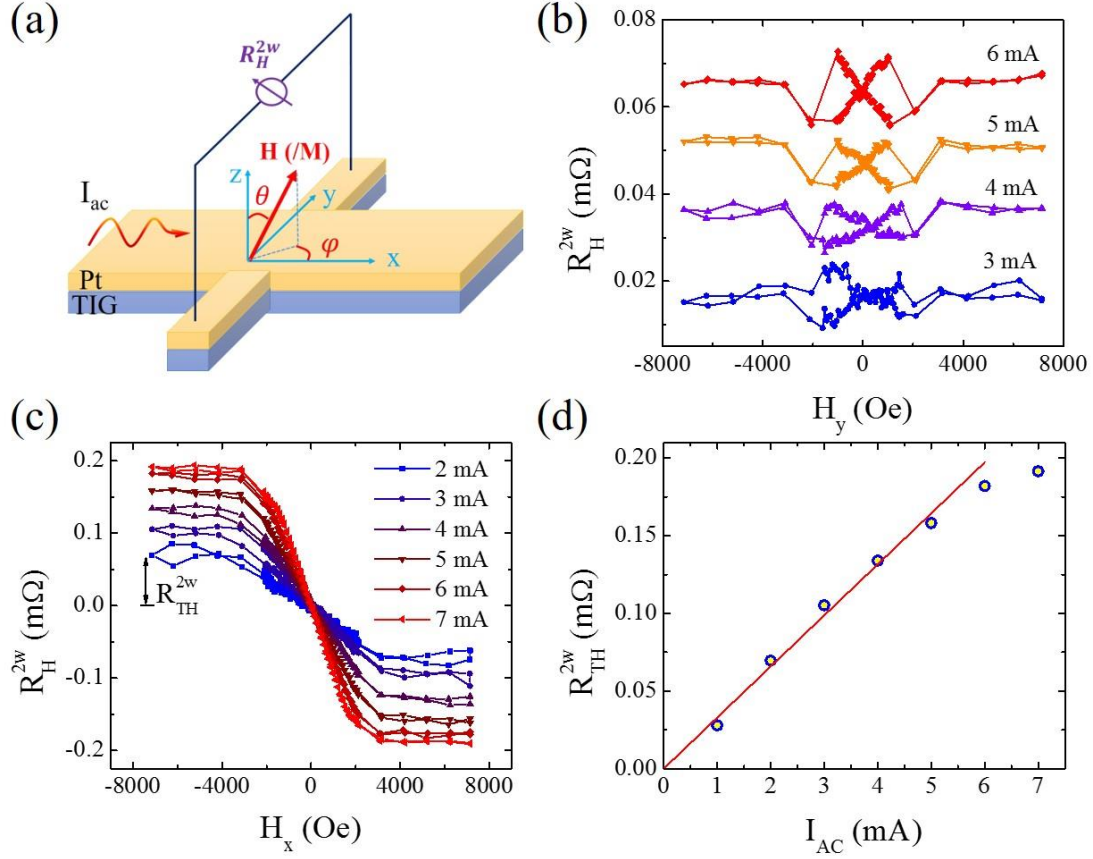 (a)
R_H^2w
H (/M)
z
θ
y
I_ac
φ
x
Pt
TIG
(b)
0.08
0.06
0.04
0.02
R_H^2w (mΩ)
6 mA
5 mA
4 mA
3 mA
-8000 -4000 0 4000 8000
H_y (Oe)
(c)
0.2
0.1
0.0
-0.1
-0.2
R_H^2w (mΩ)
2 mA
3 mA
4 mA
5 mA
6 mA
7 mA
R_TH^2w
-8000 -4000 0 4000 8000
H_x (Oe)
(d)
0.20
0.15
0.10
0.05
0.00
R_TH^2w (mΩ)
0 1 2 3 4 5 6 7
I_AC (mA)